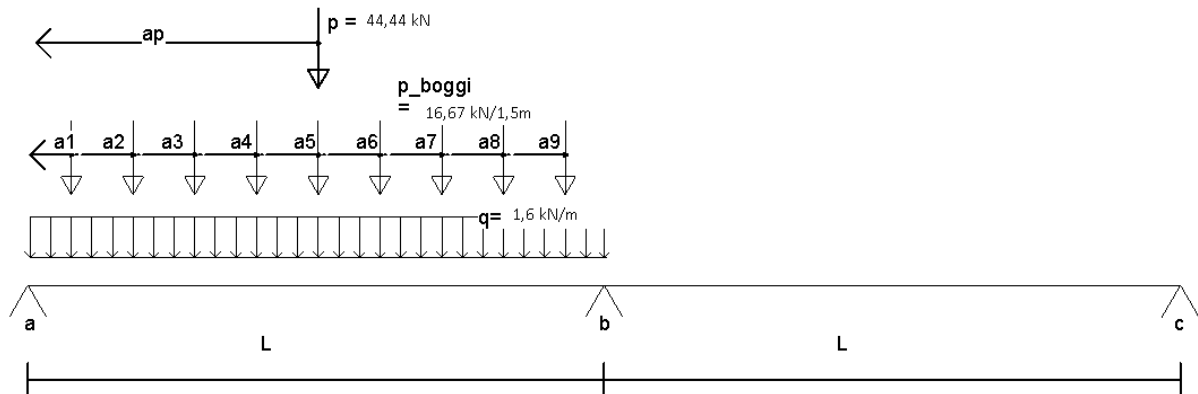 p = 44,44 kN
ap
p_boggi
= 16,67 kN/1,5m
a1 a2 a3 a4 a5 a6 a7 a8 a9
q= 1,6 kN/m
a b c
L L